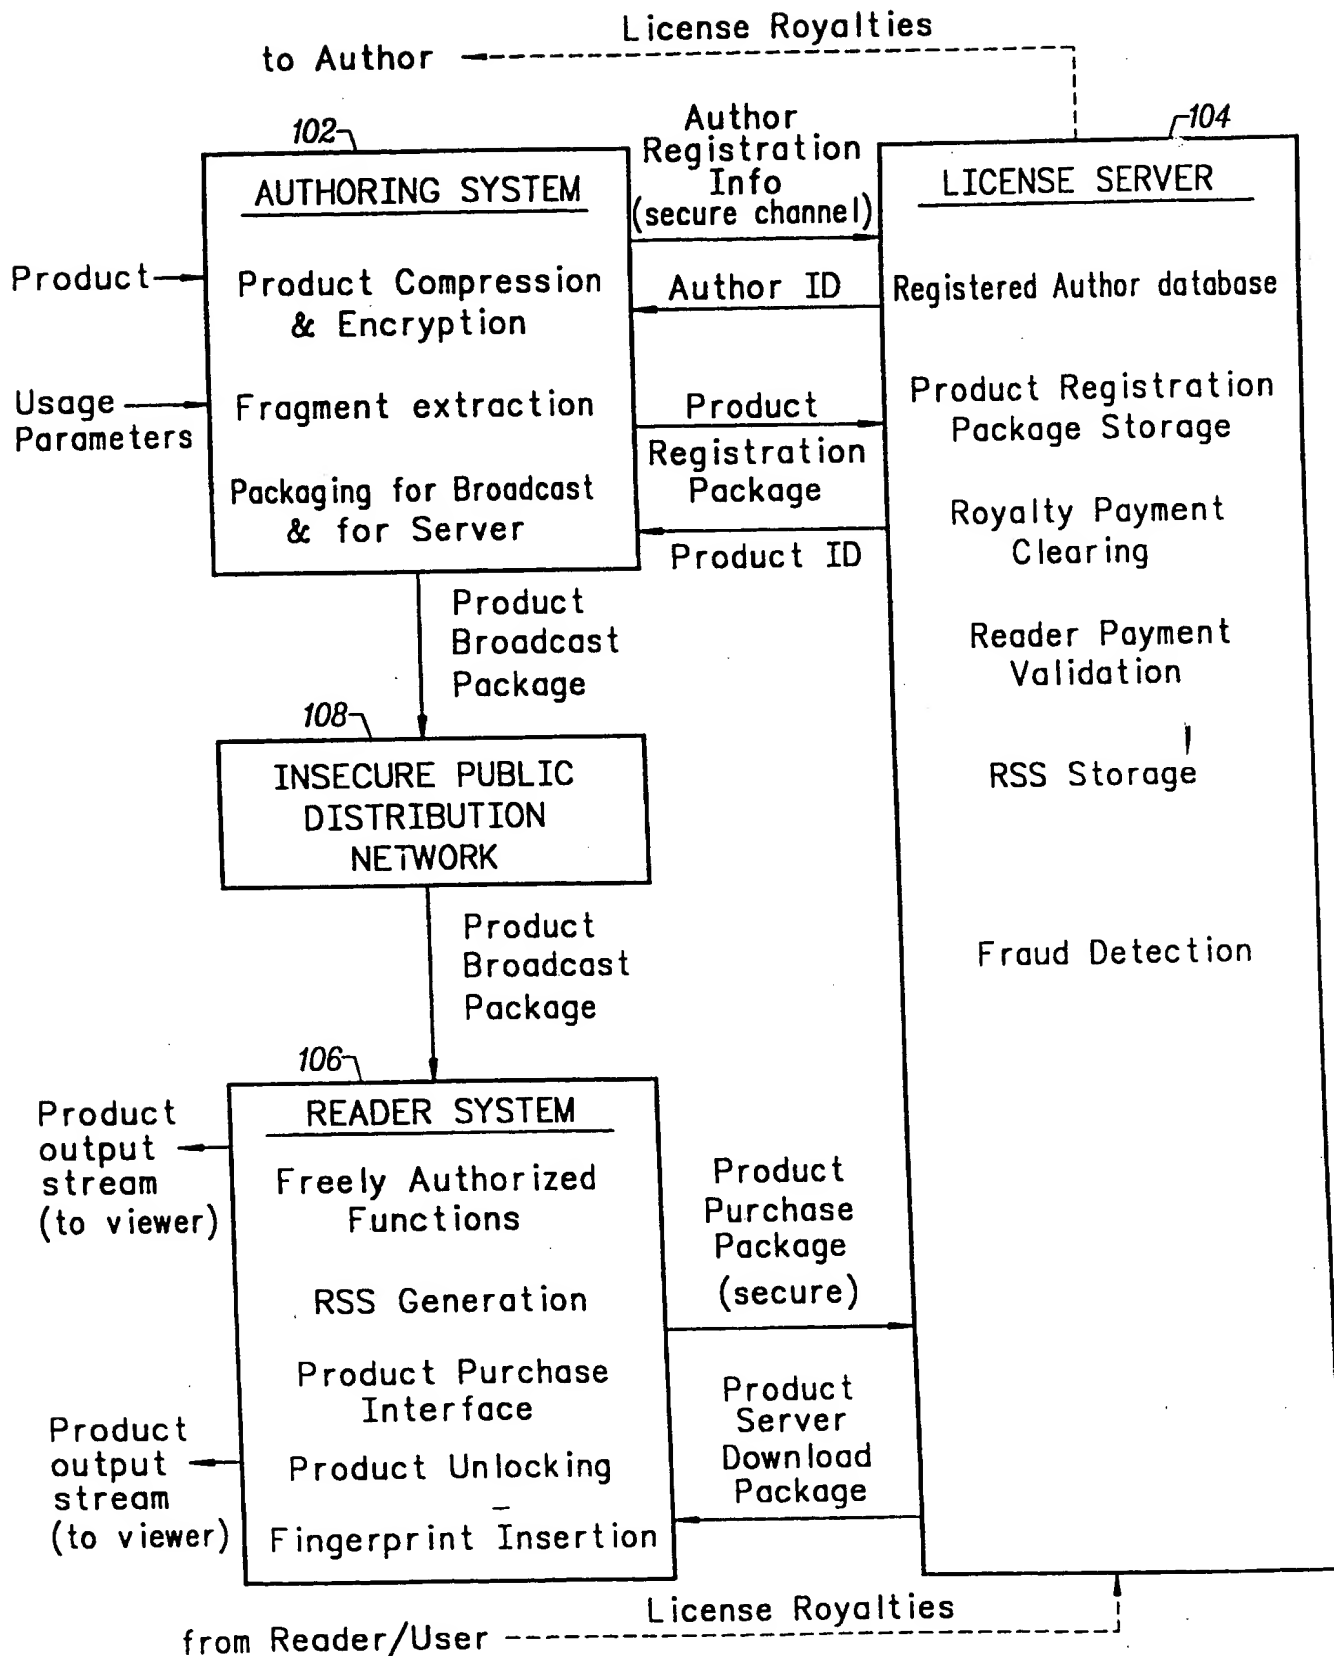 License Royalties
to Author
102
Author
Registration
Info
(secure channel)
104
AUTHORING SYSTEM
LICENSE SERVER
Product
Product Compression
& Encryption
Author ID
Registered Author database
Usage
Parameters
Fragment extraction
Product
Registration
Package
Product Registration
Package Storage
Packaging for Broadcast
& for Server
Product ID
Royalty Payment
Clearing
Product
Broadcast
Package
Reader Payment
Validation
108
INSECURE PUBLIC
DISTRIBUTION
NETWORK
RSS Storage
Product
Broadcast
Package
Fraud Detection
106
READER SYSTEM
Product
output
stream
(to viewer)
Freely Authorized
Functions
Product
Purchase
Package
(secure)
RSS Generation
Product Purchase
Interface
Product
Server
Download
Package
Product
output
stream
(to viewer)
Product Unlocking
Fingerprint Insertion
License Royalties
from Reader/User